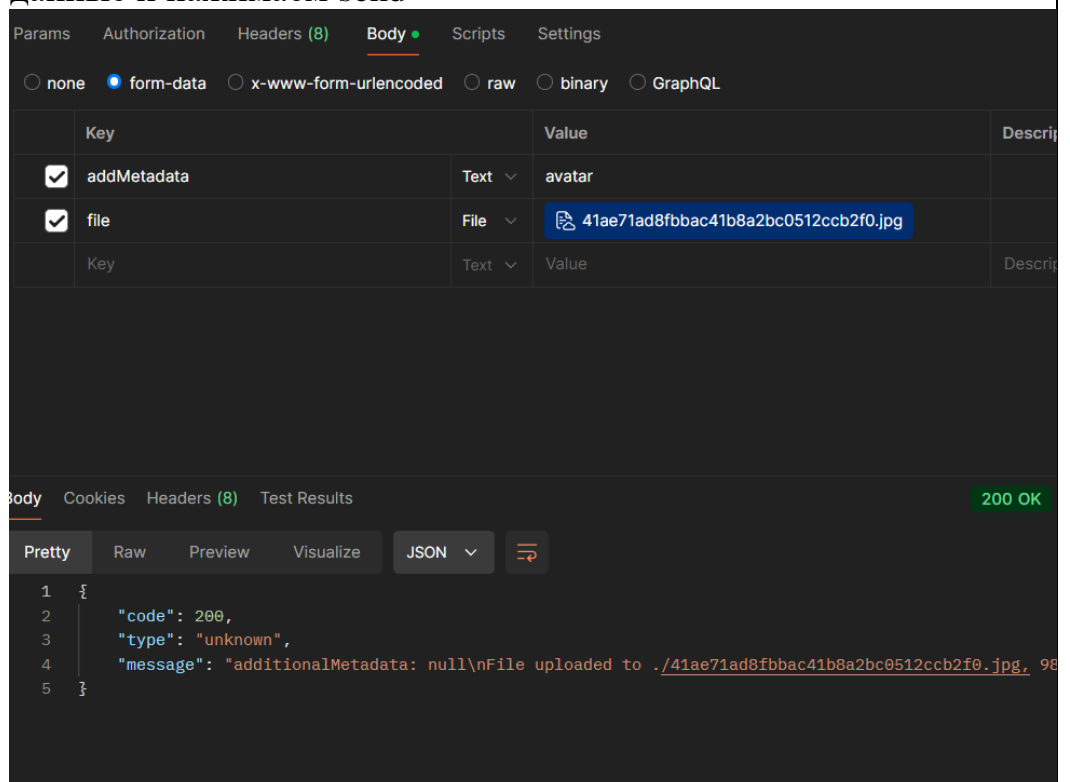 данные и нажимаем send
Params Authorization Headers (8) Body Scripts Settings
none form-data x-www-form-urlencoded raw binary GraphQL
Key Value Descrip
addMetadata Text avatar
file File 41ae71ad8fbbac41b8a2bc0512ccb2f0.jpg
Key Text Value Descrip
Body Cookies Headers (8) Test Results 200 OK
Pretty Raw Preview Visualize JSON
1 {
2 "code": 200,
3 "type": "unknown",
4 "message": "additionalMetadata: null\nFile uploaded to ./41ae71ad8fbbac41b8a2bc0512ccb2f0.jpg, 98
5 }